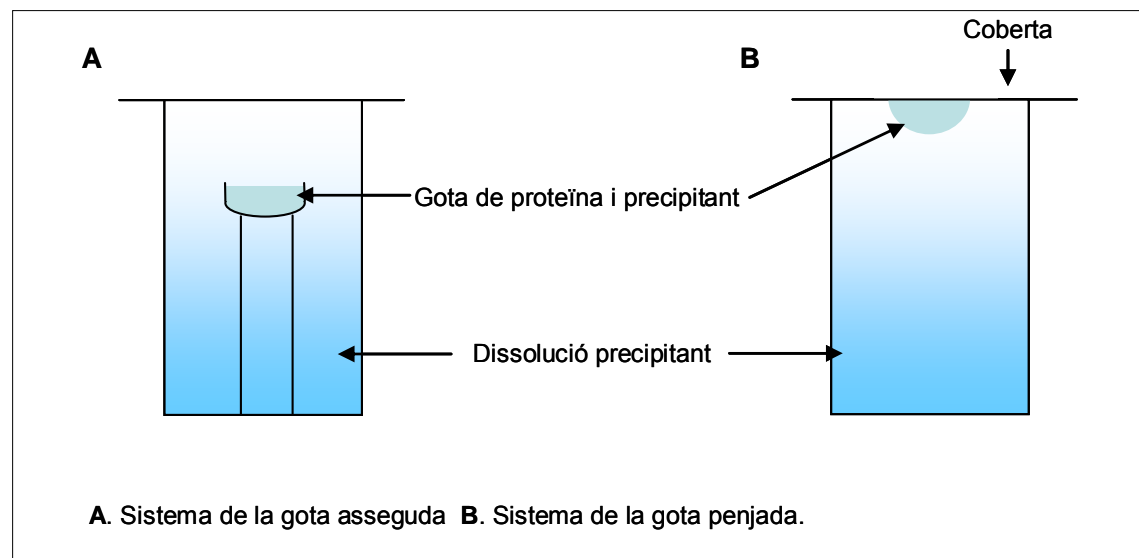 Coberta
A
B
Gota de proteïna i precipitant
Dissolució precipitant
A. Sistema de la gota asseguda B. Sistema de la gota penjada.